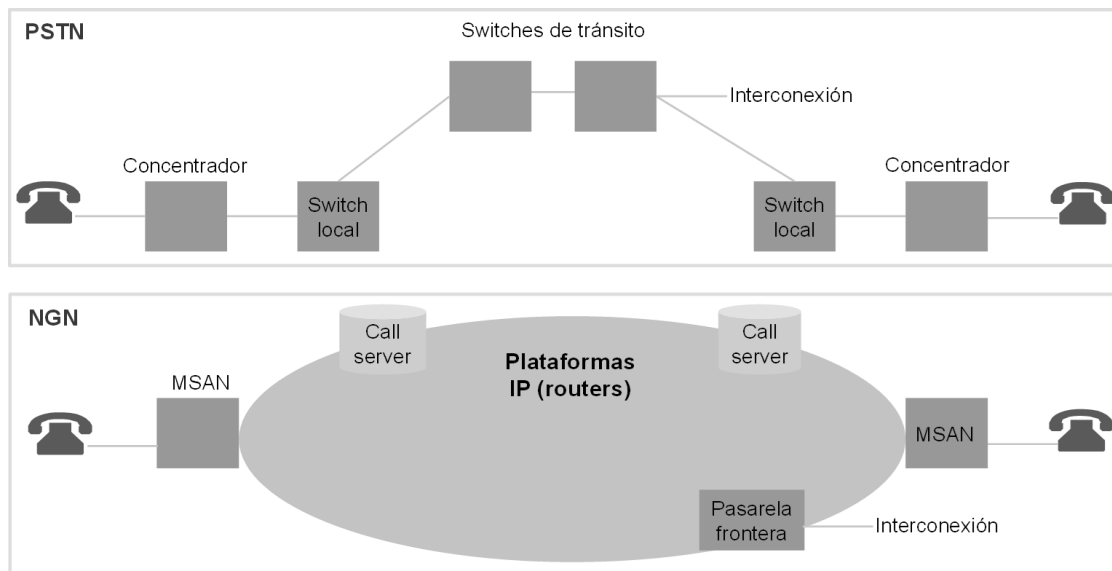 PSTN
Switches de tránsito
Interconexión
Concentrador
Concentrador
Switch
local
Switch
local
NGN
Call
server
Call
server
Plataformas
IP (routers)
MSAN
MSAN
Pasarela
frontera
Interconexión